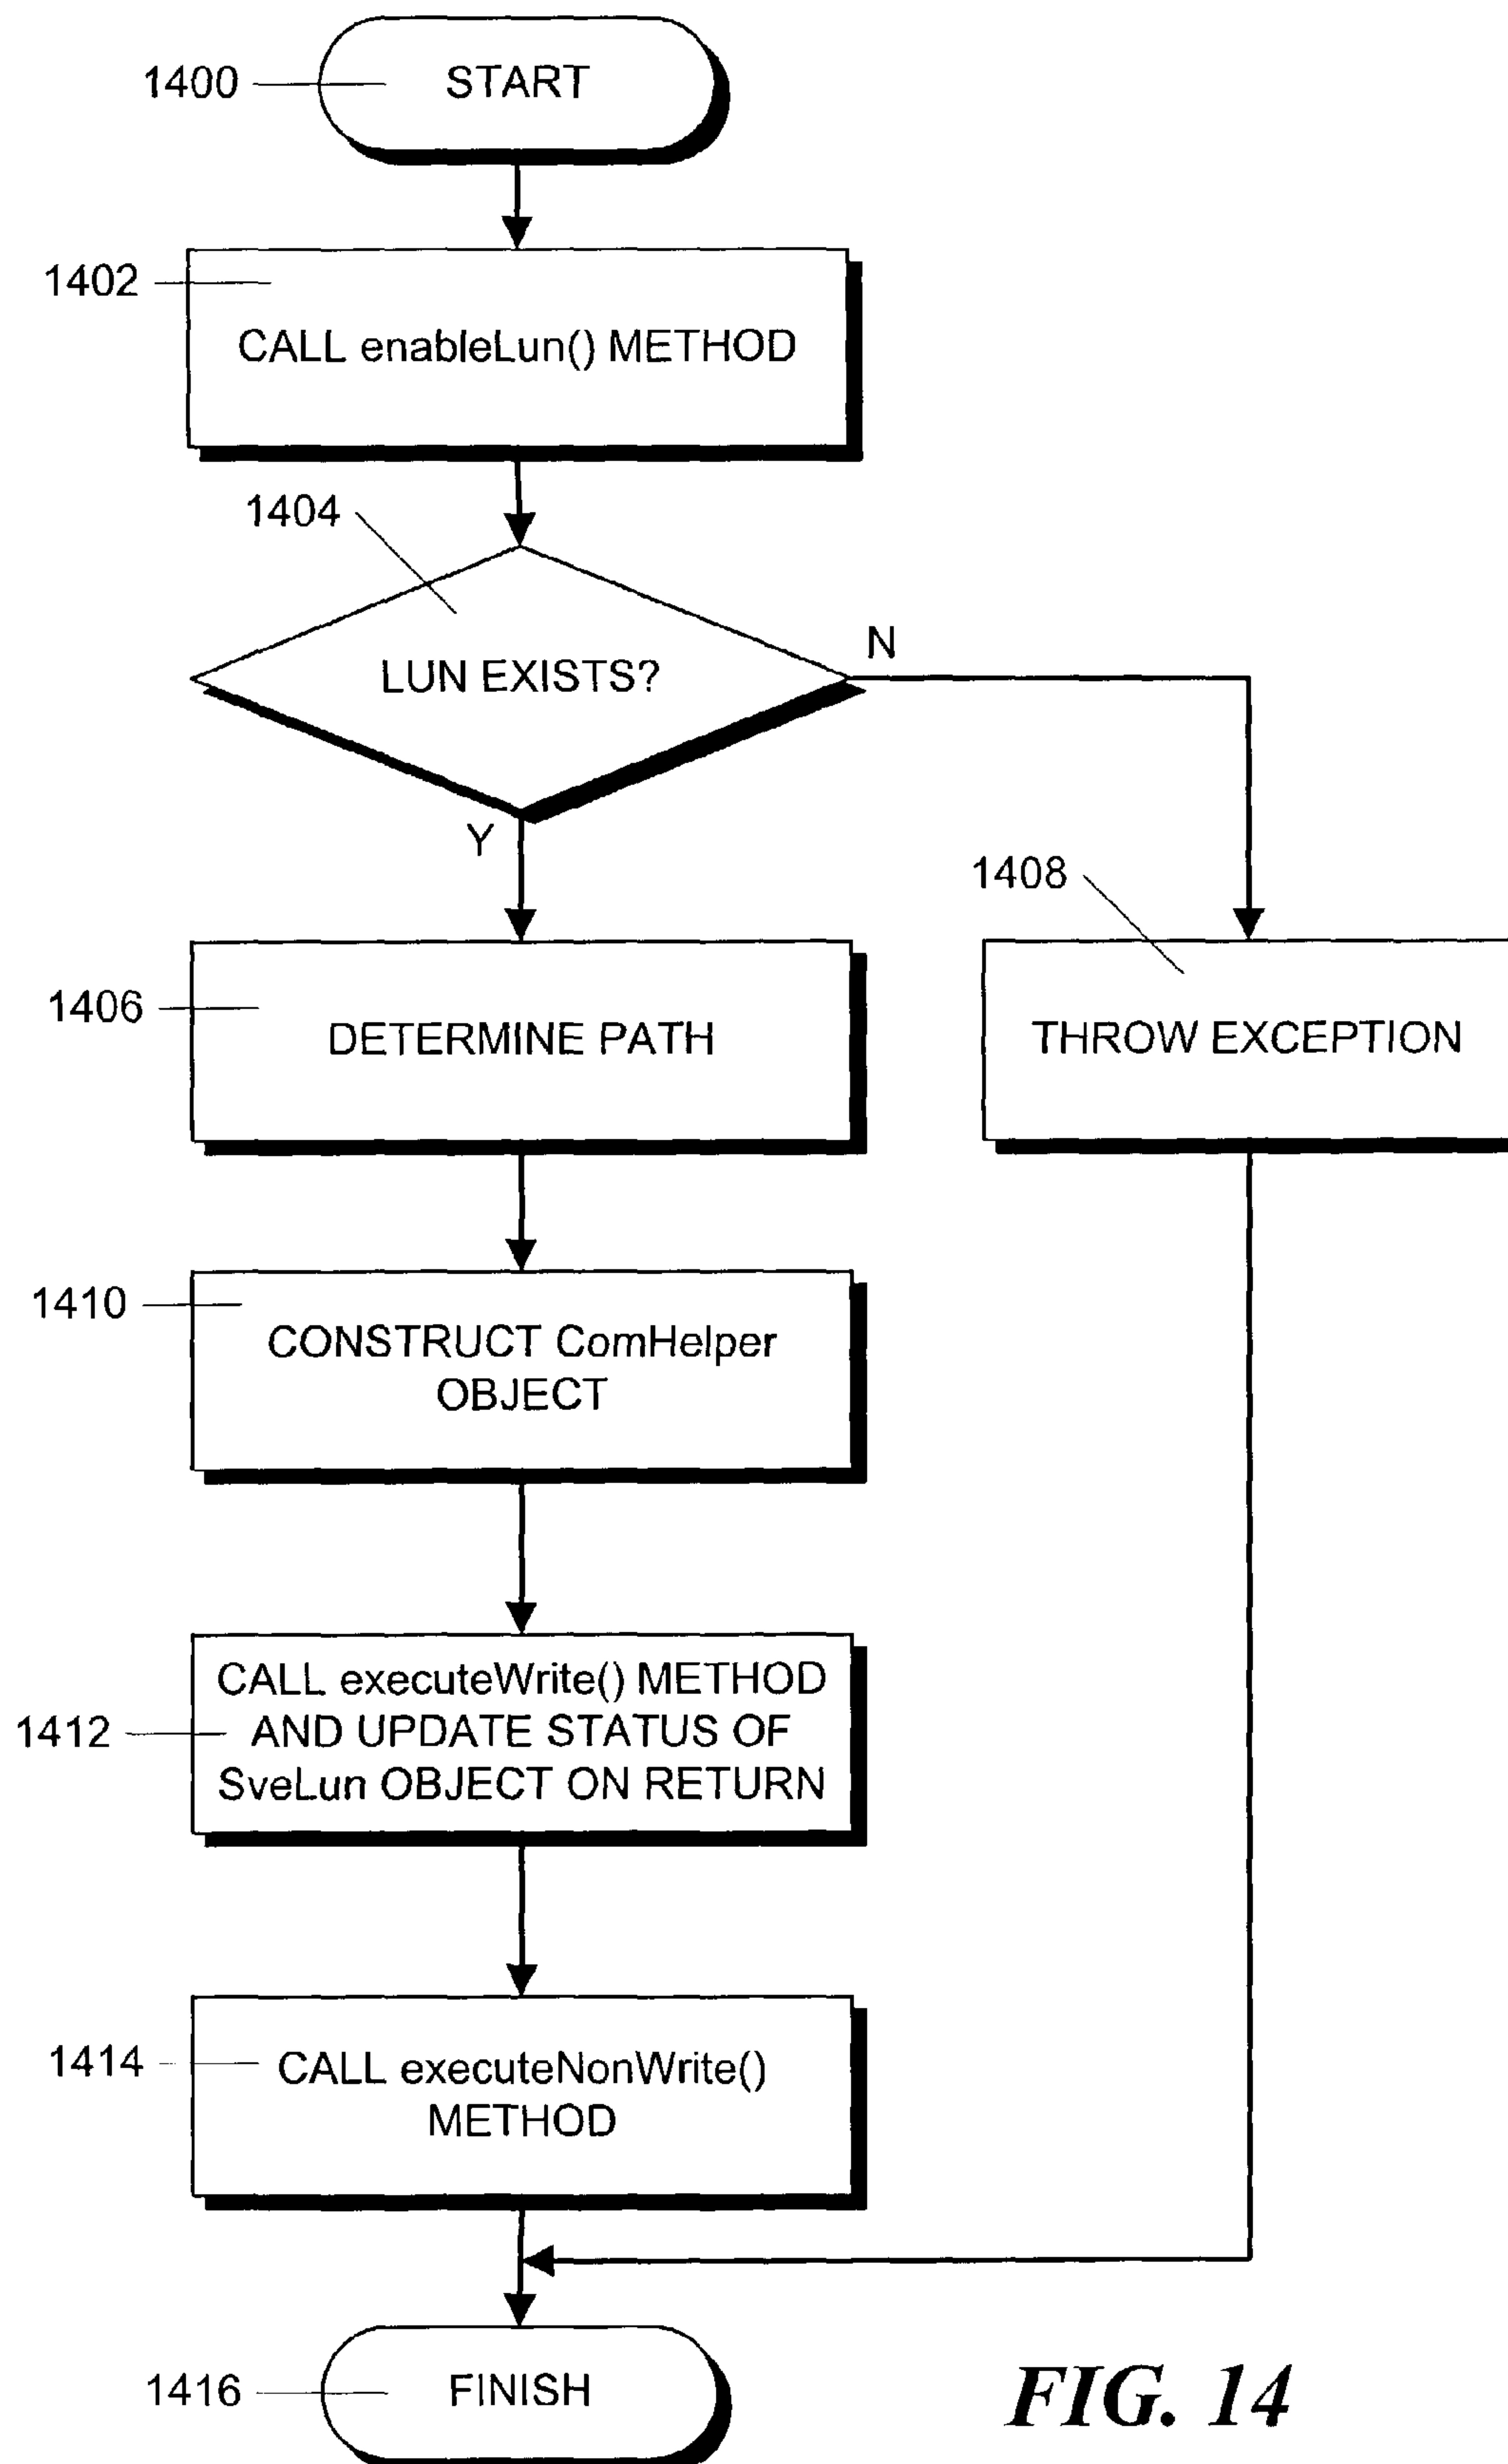 1400
START
1402
CALL enableLun() METHOD
1404
LUN EXISTS?
N
Y
1408
1406
DETERMINE PATH
THROW EXCEPTION
1410
CONSTRUCT ComHelper
OBJECT
1412
CALL executeWrite() METHOD
AND UPDATE STATUS OF
SveLun OBJECT ON RETURN
1414
CALL executeNonWrite()
METHOD
1416
FINISH
FIG. 14